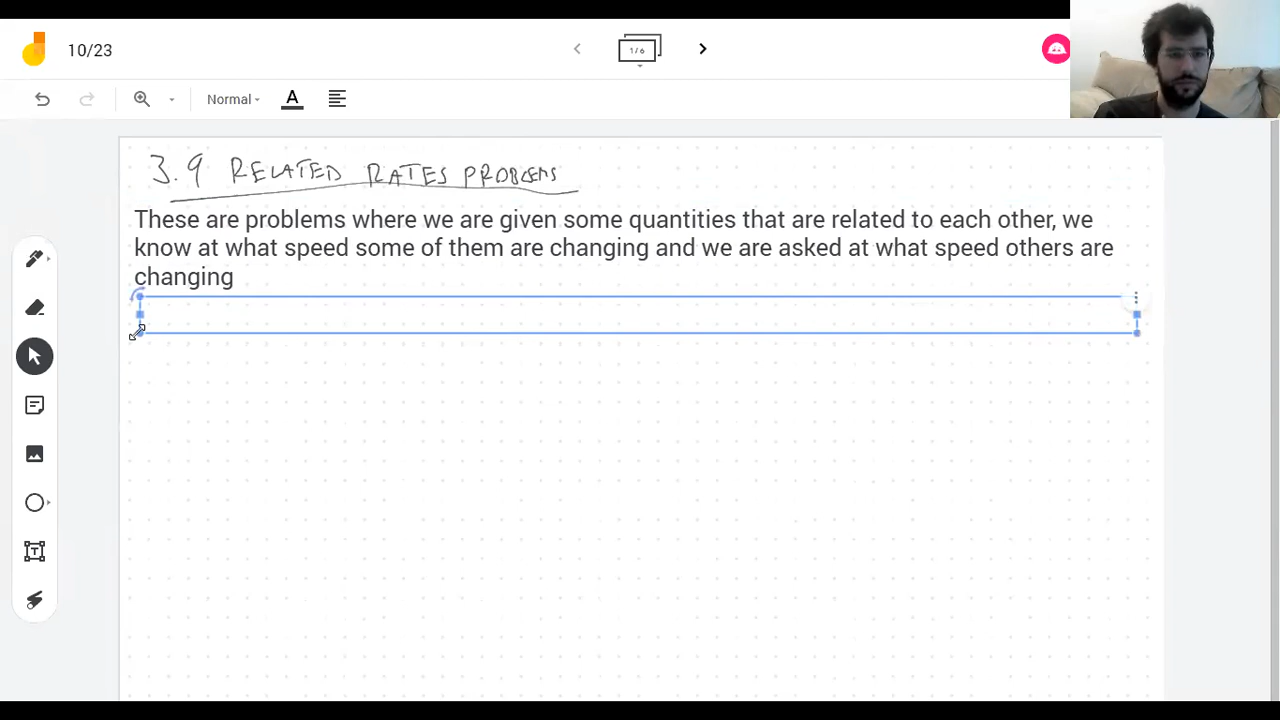 10/23
1/6
Normal
A
3.9 RELATED RATES PROBLEMS
These are problems where we are given some quantities that are related to each other, we
know at what speed some of them are changing and we are asked at what speed others are
changing